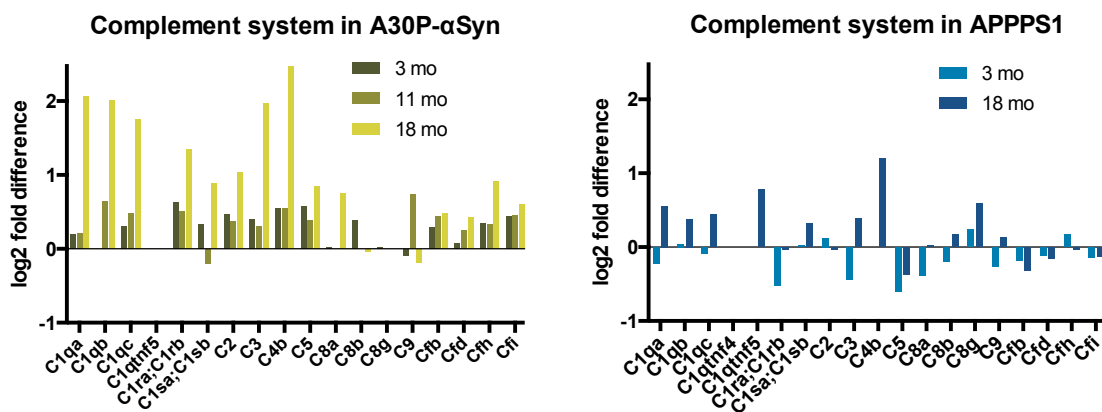 Complement system in A30P-αSyn
log2 fold difference
2
1
0
-1
3 mo
11 mo
18 mo
C1qa
C1qb
C1qc
C1qtnf5
C1ra;C1rb
C1sa;C1sb
C2
C3
C4b
C5
C8a
C8b
C8g
C9
Cfb
Cfd
Cfh
Cfi
Complement system in APPPS1
log2 fold difference
2
1
0
-1
3 mo
18 mo
C1qa
C1qb
C1qc
C1qtnf4
C1qtnf5
C1ra;C1rb
C1sa;C1sb
C2
C3
C4b
C5
C8a
C8b
C8g
C9
Cfb
Cfd
Cfh
Cfi